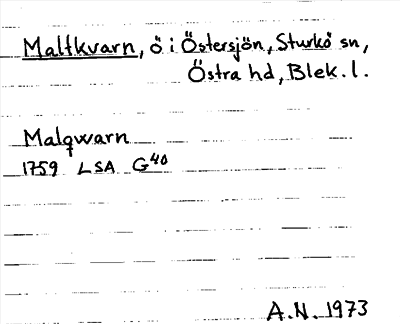 Maltkvarn, ö i Östersjön, Sturkö sn,
Östra hd, Blek. l.
Malqwarn
1759 LSA G40
A.N. 1973